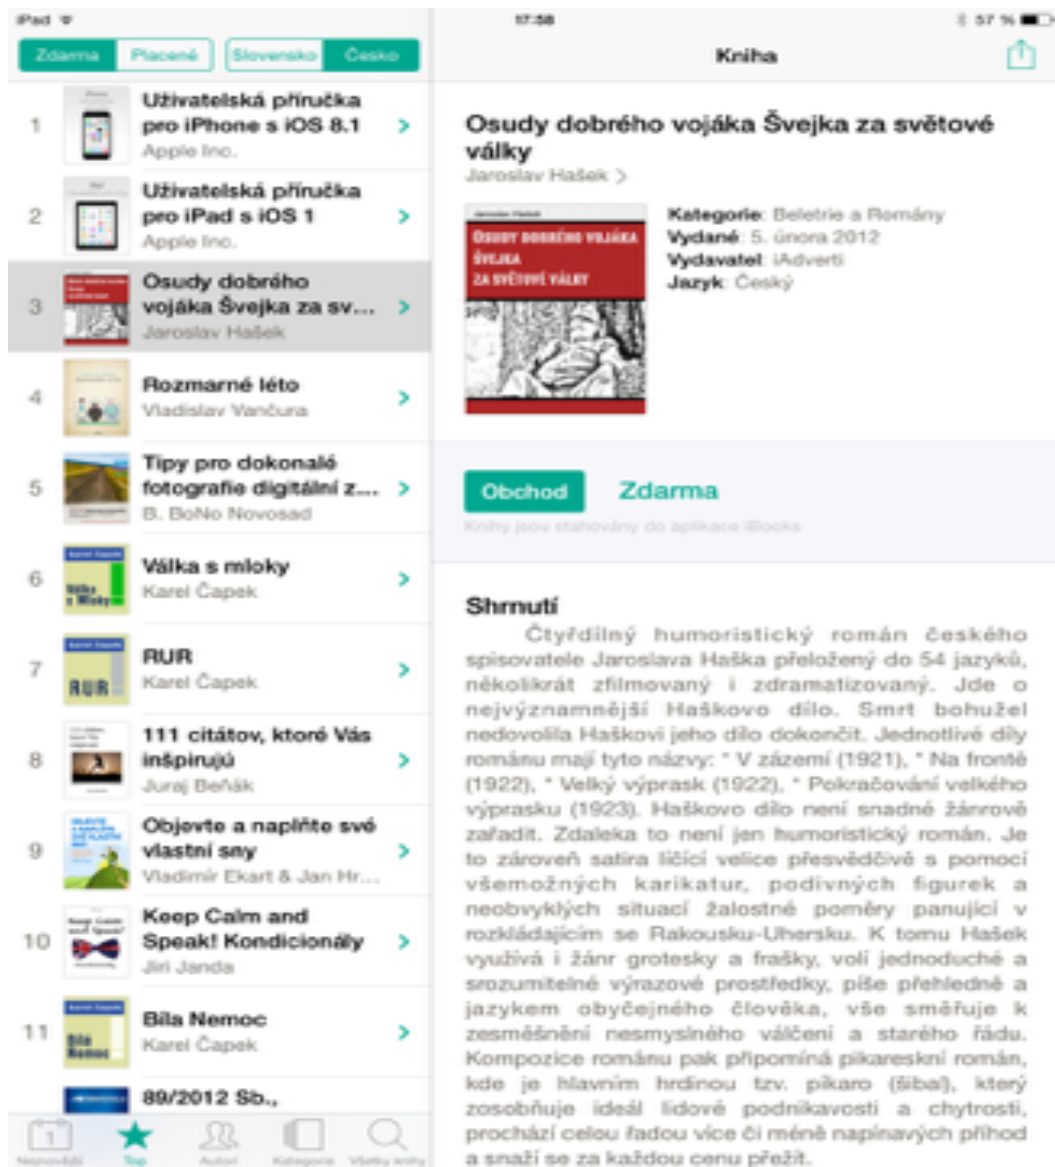 iPad
17:58
57 %
Zdarma
Placené
Slovensko
Česko
1
Uživatelská příručka
pro iPhone s iOS 8.1
Apple Inc.
2
Uživatelská příručka
pro iPad s iOS 1
Apple Inc.
3
Osudy dobrého
vojáka Švejka za sv...
Jaroslav Hašek
4
Rozmarné léto
Vladislav Vančura
5
Tipy pro dokonalé
fotografie digitální z...
B. BoNo Novosad
6
Válka s mloky
Karel Čapek
7
RUR
Karel Čapek
8
111 citátov, ktoré Vás
inšpirujú
Juraj Beňák
9
Objevte a naplňte své
vlastní sny
Vladimír Ekart & Jan Hr...
10
Keep Calm and
Speak! Kondicionály
Jiri Janda
11
Bíla Nemoc
Karel Čapek
89/2012 Sb.,
1
Nejnovější
Top
Autori
Kategorie
Všetky knihy
Kniha
Osudy dobrého vojáka Švejka za světové
války
Jaroslav Hašek >
Jaroslav Hašek
OSUDY DOBRÉHO VOJÁKA
ŠVEJKA
ZA SVĚTOVÉ VÁLKY
Kategorie: Beletrie a Romány
Vydané: 5. února 2012
Vydavatel: iAdverti
Jazyk: Český
Obchod
Zdarma
Knihy jsou stahovány do aplikace iBooks
Shrnutí
Čtyřdílný humoristický román českého
spisovatele Jaroslava Haška přeložený do 54 jazyků,
několikrát zfilmovaný i zdramatizovaný. Jde o
nejvýznamnější Haškovo dílo. Smrt bohužel
nedovolila Haškovi jeho dílo dokončit. Jednotlivé díly
románu mají tyto názvy: * V zázemí (1921), * Na frontě
(1922), * Velký výprask (1922), * Pokračování velkého
výprasku (1923). Haškovo dílo není snadné žánrově
zařadit. Zdaleka to není jen humoristický román. Je
to zároveň satira líčící velice přesvědčivě s pomocí
všemožných karikatur, podivných figurek a
neobvyklých situací žalostné poměry panující v
rozkládajícím se Rakousku-Uhersku. K tomu Hašek
využívá i žánr grotesky a frašky, volí jednoduché a
srozumitelné výrazové prostředky, píše přehledně a
jazykem obyčejného člověka, vše směřuje k
zesměšnění nesmyslného válčení a starého řádu.
Kompozice románu pak připomíná pikareskní román,
kde je hlavním hrdinou tzv. pikaro (šibal), který
zosobňuje ideál lidové podnikavosti a chytrosti,
prochází celou řadou více či méně napínavých příhod
a snaží se za každou cenu přežít.